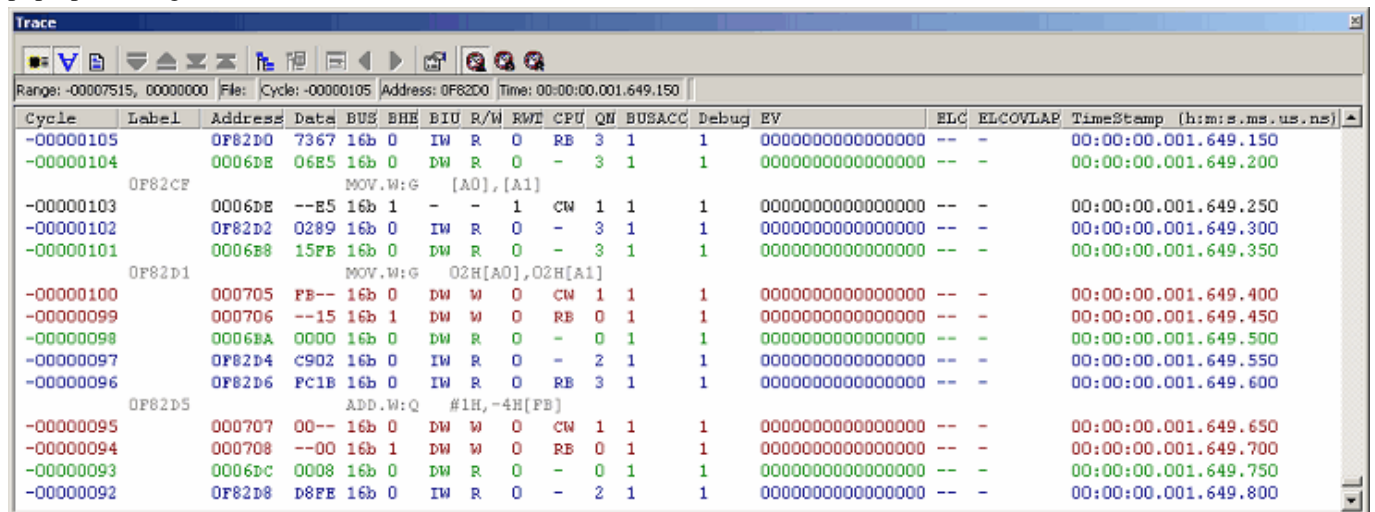 Trace
Range: -00007515, 00000000 File: Cycle: -00000105 Address: 0F82D0 Time: 00:00:00.001.649.150
Cycle Label Address Data BUS BHE BIU R/W RWT CPU QN BUSACC Debug EV ELC ELCOVLAP TimeStamp (h:m:s.ms.us.ns)
-00000105 0F82D0 7367 16b 0 IW R 0 RB 3 1 1 0000000000000000 -- - 00:00:00.001.649.150
-00000104 0006DE 06E5 16b 0 DW R 0 - 3 1 1 0000000000000000 -- - 00:00:00.001.649.200
0F82CF MOV.W:G [A0],[A1]
-00000103 0006DE --E5 16b 1 - - 1 CW 1 1 1 0000000000000000 -- - 00:00:00.001.649.250
-00000102 0F82D2 0289 16b 0 IW R 0 - 3 1 1 0000000000000000 -- - 00:00:00.001.649.300
-00000101 0006B8 15FB 16b 0 DW R 0 - 3 1 1 0000000000000000 -- - 00:00:00.001.649.350
0F82D1 MOV.W:G 02H[A0],02H[A1]
-00000100 000705 FB-- 16b 0 DW W 0 CW 1 1 1 0000000000000000 -- - 00:00:00.001.649.400
-00000099 000706 --15 16b 1 DW W 0 RB 0 1 1 0000000000000000 -- - 00:00:00.001.649.450
-00000098 0006BA 0000 16b 0 DW R 0 - 0 1 1 0000000000000000 -- - 00:00:00.001.649.500
-00000097 0F82D4 C902 16b 0 IW R 0 - 2 1 1 0000000000000000 -- - 00:00:00.001.649.550
-00000096 0F82D6 FC1B 16b 0 IW R 0 RB 3 1 1 0000000000000000 -- - 00:00:00.001.649.600
0F82D5 ADD.W:Q #1H,-4H[FB]
-00000095 000707 00-- 16b 0 DW W 0 CW 1 1 1 0000000000000000 -- - 00:00:00.001.649.650
-00000094 000708 --00 16b 1 DW W 0 RB 0 1 1 0000000000000000 -- - 00:00:00.001.649.700
-00000093 0006DC 0008 16b 0 DW R 0 - 0 1 1 0000000000000000 -- - 00:00:00.001.649.750
-00000092 0F82D8 D8FE 16b 0 IW R 0 - 2 1 1 0000000000000000 -- - 00:00:00.001.649.800